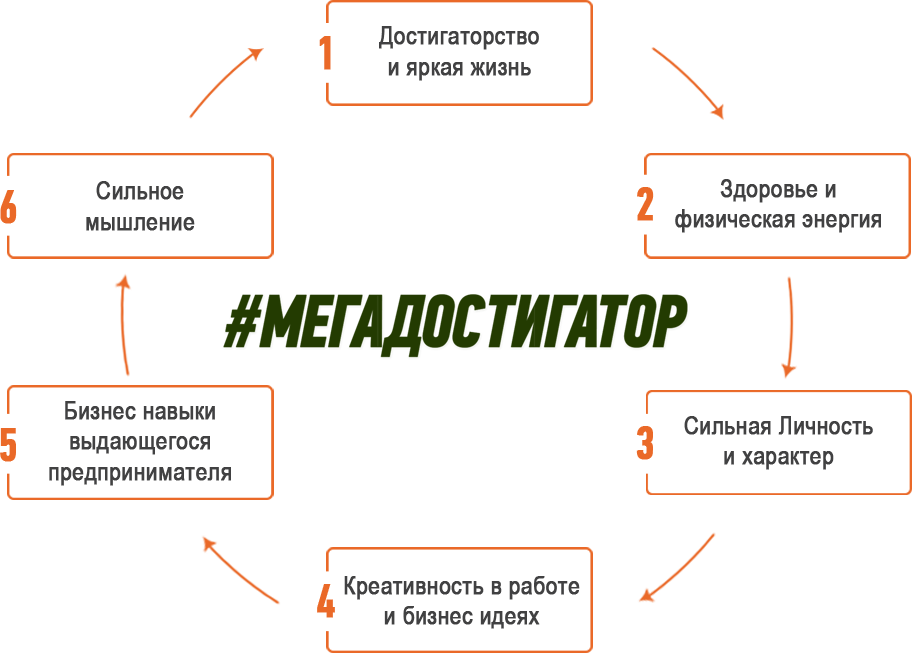 1
Достигаторство
и яркая жизнь
2
Здоровье и
физическая энергия
3
Сильная Личность
и характер
4
Креативность в работе
и бизнес идеях
5
Бизнес навыки
выдающегося
предпринимателя
6
Сильное
мышление
#МЕГАДОСТИГАТОР